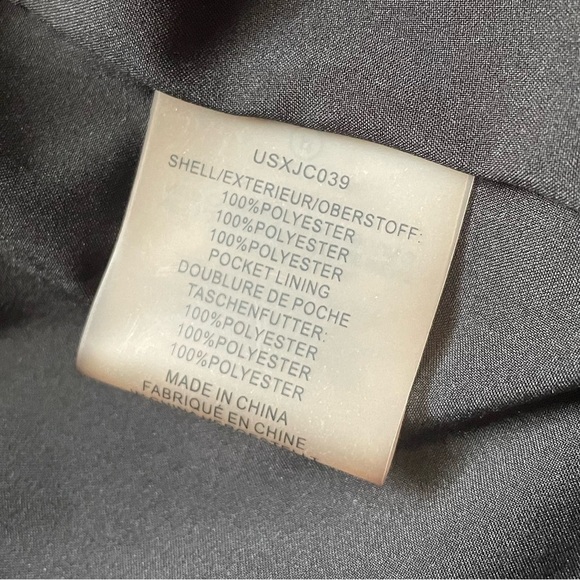 USXJC039
SHELL/EXTERIEUR/OBERSTOFF:
100%POLYESTER
100%POLYESTER
100%POLYESTER
POCKET LINING
DOUBLURE DE POCHE
TASCHENFUTTER:
100%POLYESTER
100%POLYESTER
100%POLYESTER
MADE IN CHINA
FABRIQUÉ EN CHINE